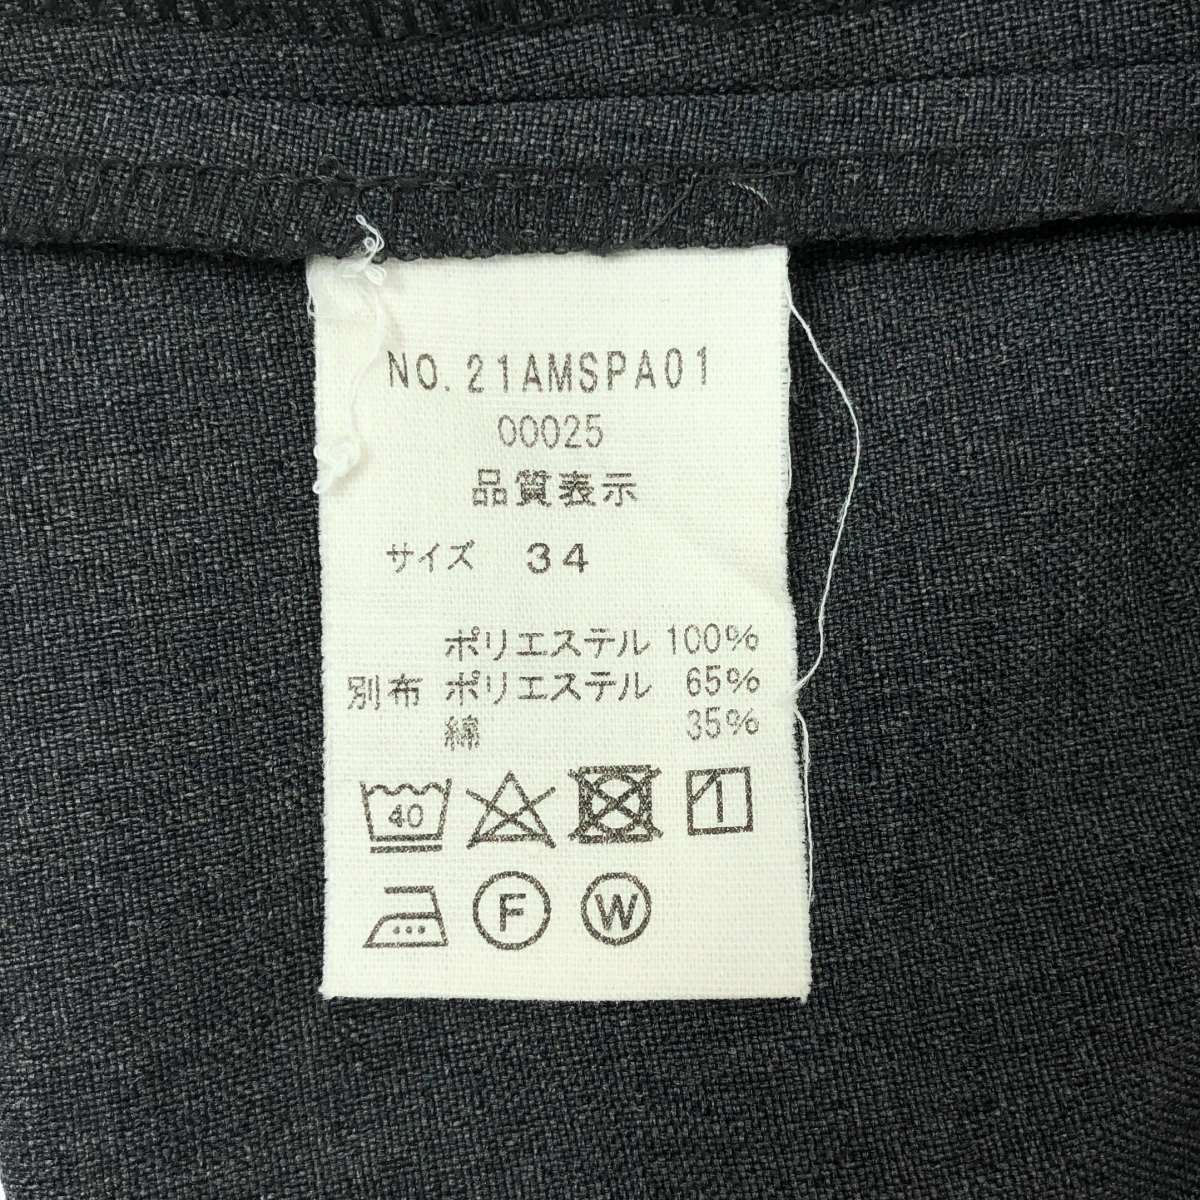 NO.21AMSPA01
00025
品質表示
サイズ 34
ポリエステル 100%
別布 ポリエステル 65%
綿 35%
40
F W